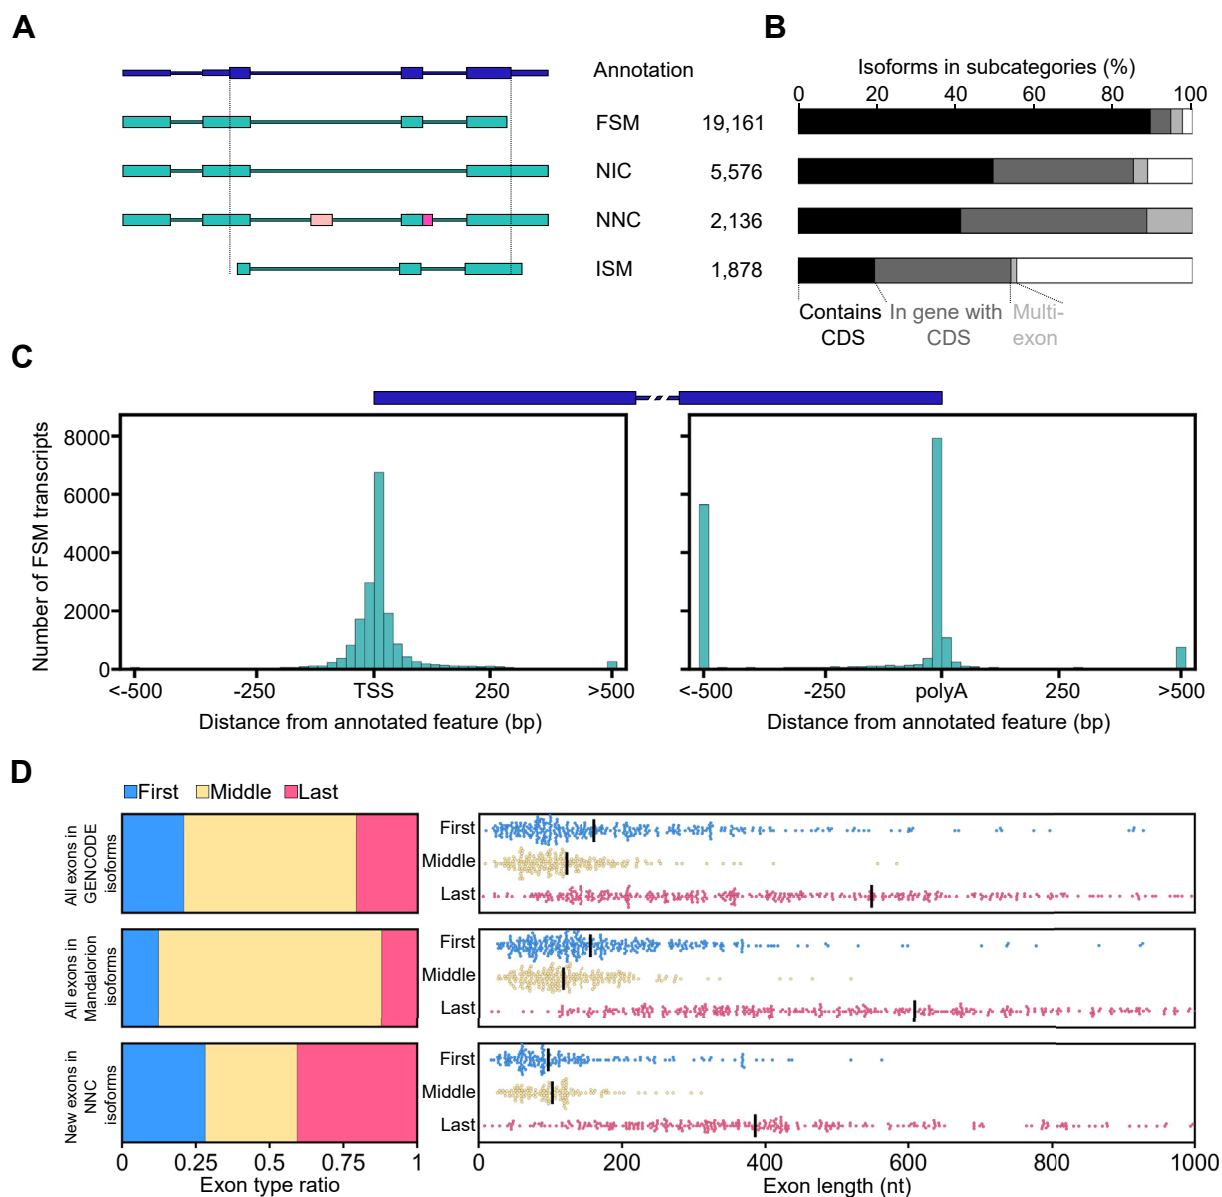 A
B
Annotation
Isoforms in subcategories (%)
0 20 40 60 80 100
FSM 19,161
NIC 5,576
NNC 2,136
ISM 1,878
Contains CDS
In gene with CDS
Multi-exon
C
Number of FSM transcripts
8000
6000
4000
2000
0
<-500 -250 TSS 250 >500
Distance from annotated feature (bp)
<-500 -250 polyA 250 >500
Distance from annotated feature (bp)
D
First Middle Last
All exons in
GENCODE
isoforms
First
Middle
Last
All exons in
Mandalorion
isoforms
First
Middle
Last
New exons in
NNC
isoforms
First
Middle
Last
0 0.25 0.5 0.75 1
Exon type ratio
0 200 400 600 800 1000
Exon length (nt)